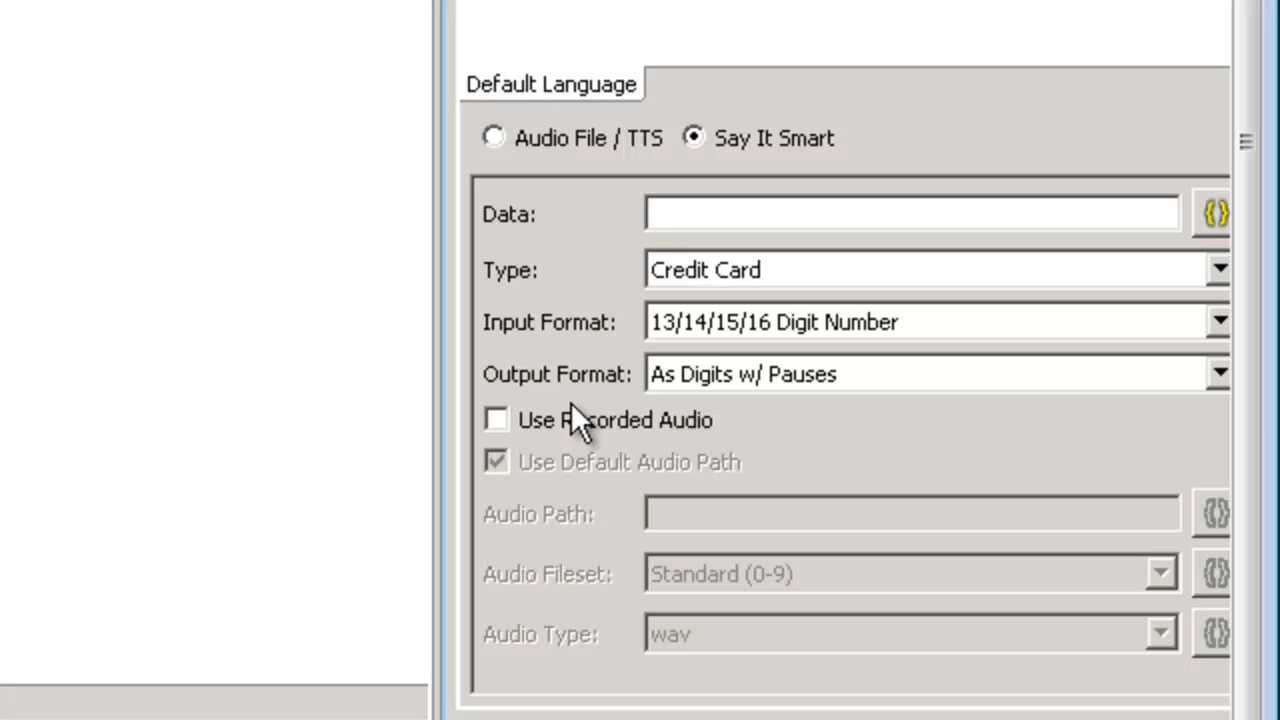 Default Language
Audio File / TTS Say It Smart
Data:
Type: Credit Card
Input Format: 13/14/15/16 Digit Number
Output Format: As Digits w/ Pauses
Use Recorded Audio
Use Default Audio Path
Audio Path:
Audio Fileset: Standard (0-9)
Audio Type: wav